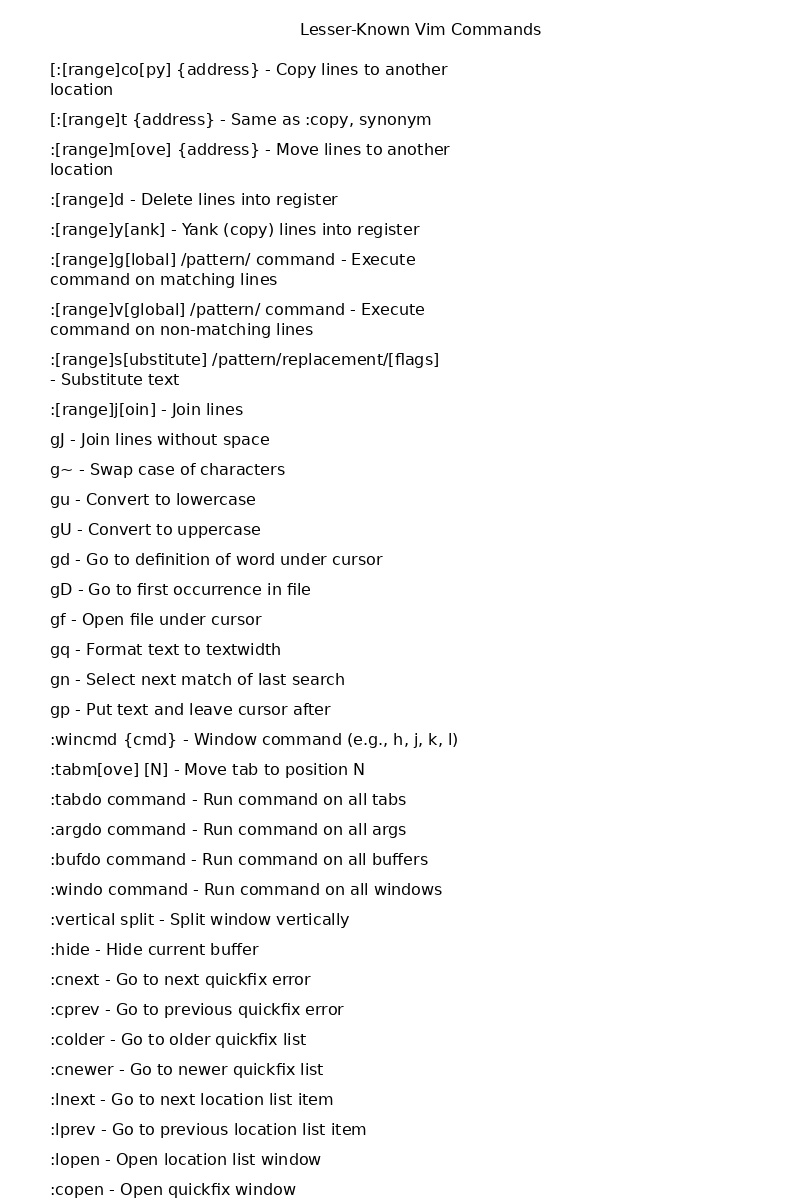 Lesser-Known Vim Commands
[:[range]co[py] {address} - Copy lines to another
location
[:[range]t {address} - Same as :copy, synonym
:[range]m[ove] {address} - Move lines to another
location
:[range]d - Delete lines into register
:[range]y[ank] - Yank (copy) lines into register
:[range]g[lobal] /pattern/ command - Execute
command on matching lines
:[range]v[global] /pattern/ command - Execute
command on non-matching lines
:[range]s[ubstitute] /pattern/replacement/[flags]
- Substitute text
:[range]j[oin] - Join lines
gJ - Join lines without space
g~ - Swap case of characters
gu - Convert to lowercase
gU - Convert to uppercase
gd - Go to definition of word under cursor
gD - Go to first occurrence in file
gf - Open file under cursor
gq - Format text to textwidth
gn - Select next match of last search
gp - Put text and leave cursor after
:wincmd {cmd} - Window command (e.g., h, j, k, l)
:tabm[ove] [N] - Move tab to position N
:tabdo command - Run command on all tabs
:argdo command - Run command on all args
:bufdo command - Run command on all buffers
:windo command - Run command on all windows
:vertical split - Split window vertically
:hide - Hide current buffer
:cnext - Go to next quickfix error
:cprev - Go to previous quickfix error
:colder - Go to older quickfix list
:cnewer - Go to newer quickfix list
:lnext - Go to next location list item
:lprev - Go to previous location list item
:lopen - Open location list window
:copen - Open quickfix window